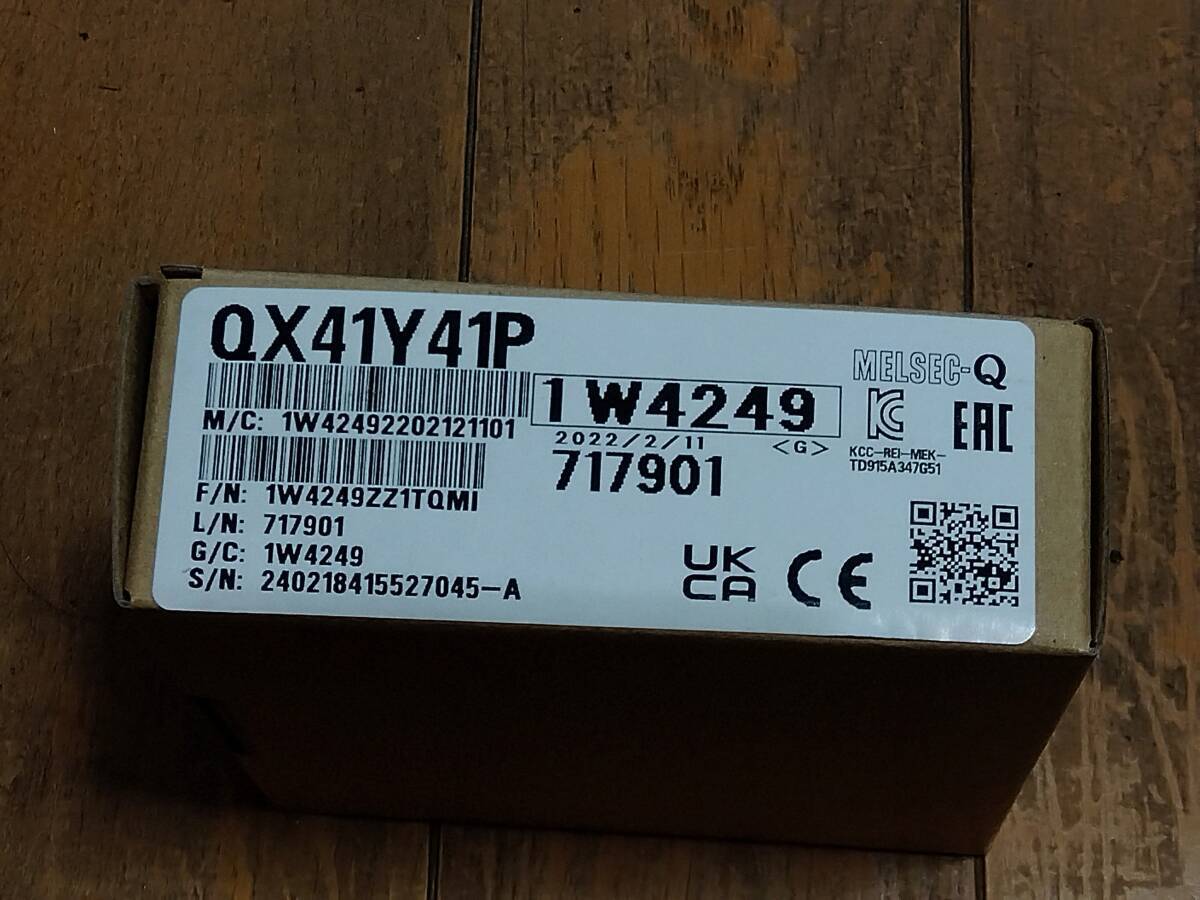 QX41Y41P
M/C: 1W42492202121101
F/N: 1W4249ZZ1TQMI
L/N: 717901
G/C: 1W4249
S/N: 240218415527045-A
1W4249
2022/2/11 <G>
717901
MELSEC-Q
KC
EAC
KCC-REI-MEK-
TD915A347G51
UK
CA
CE